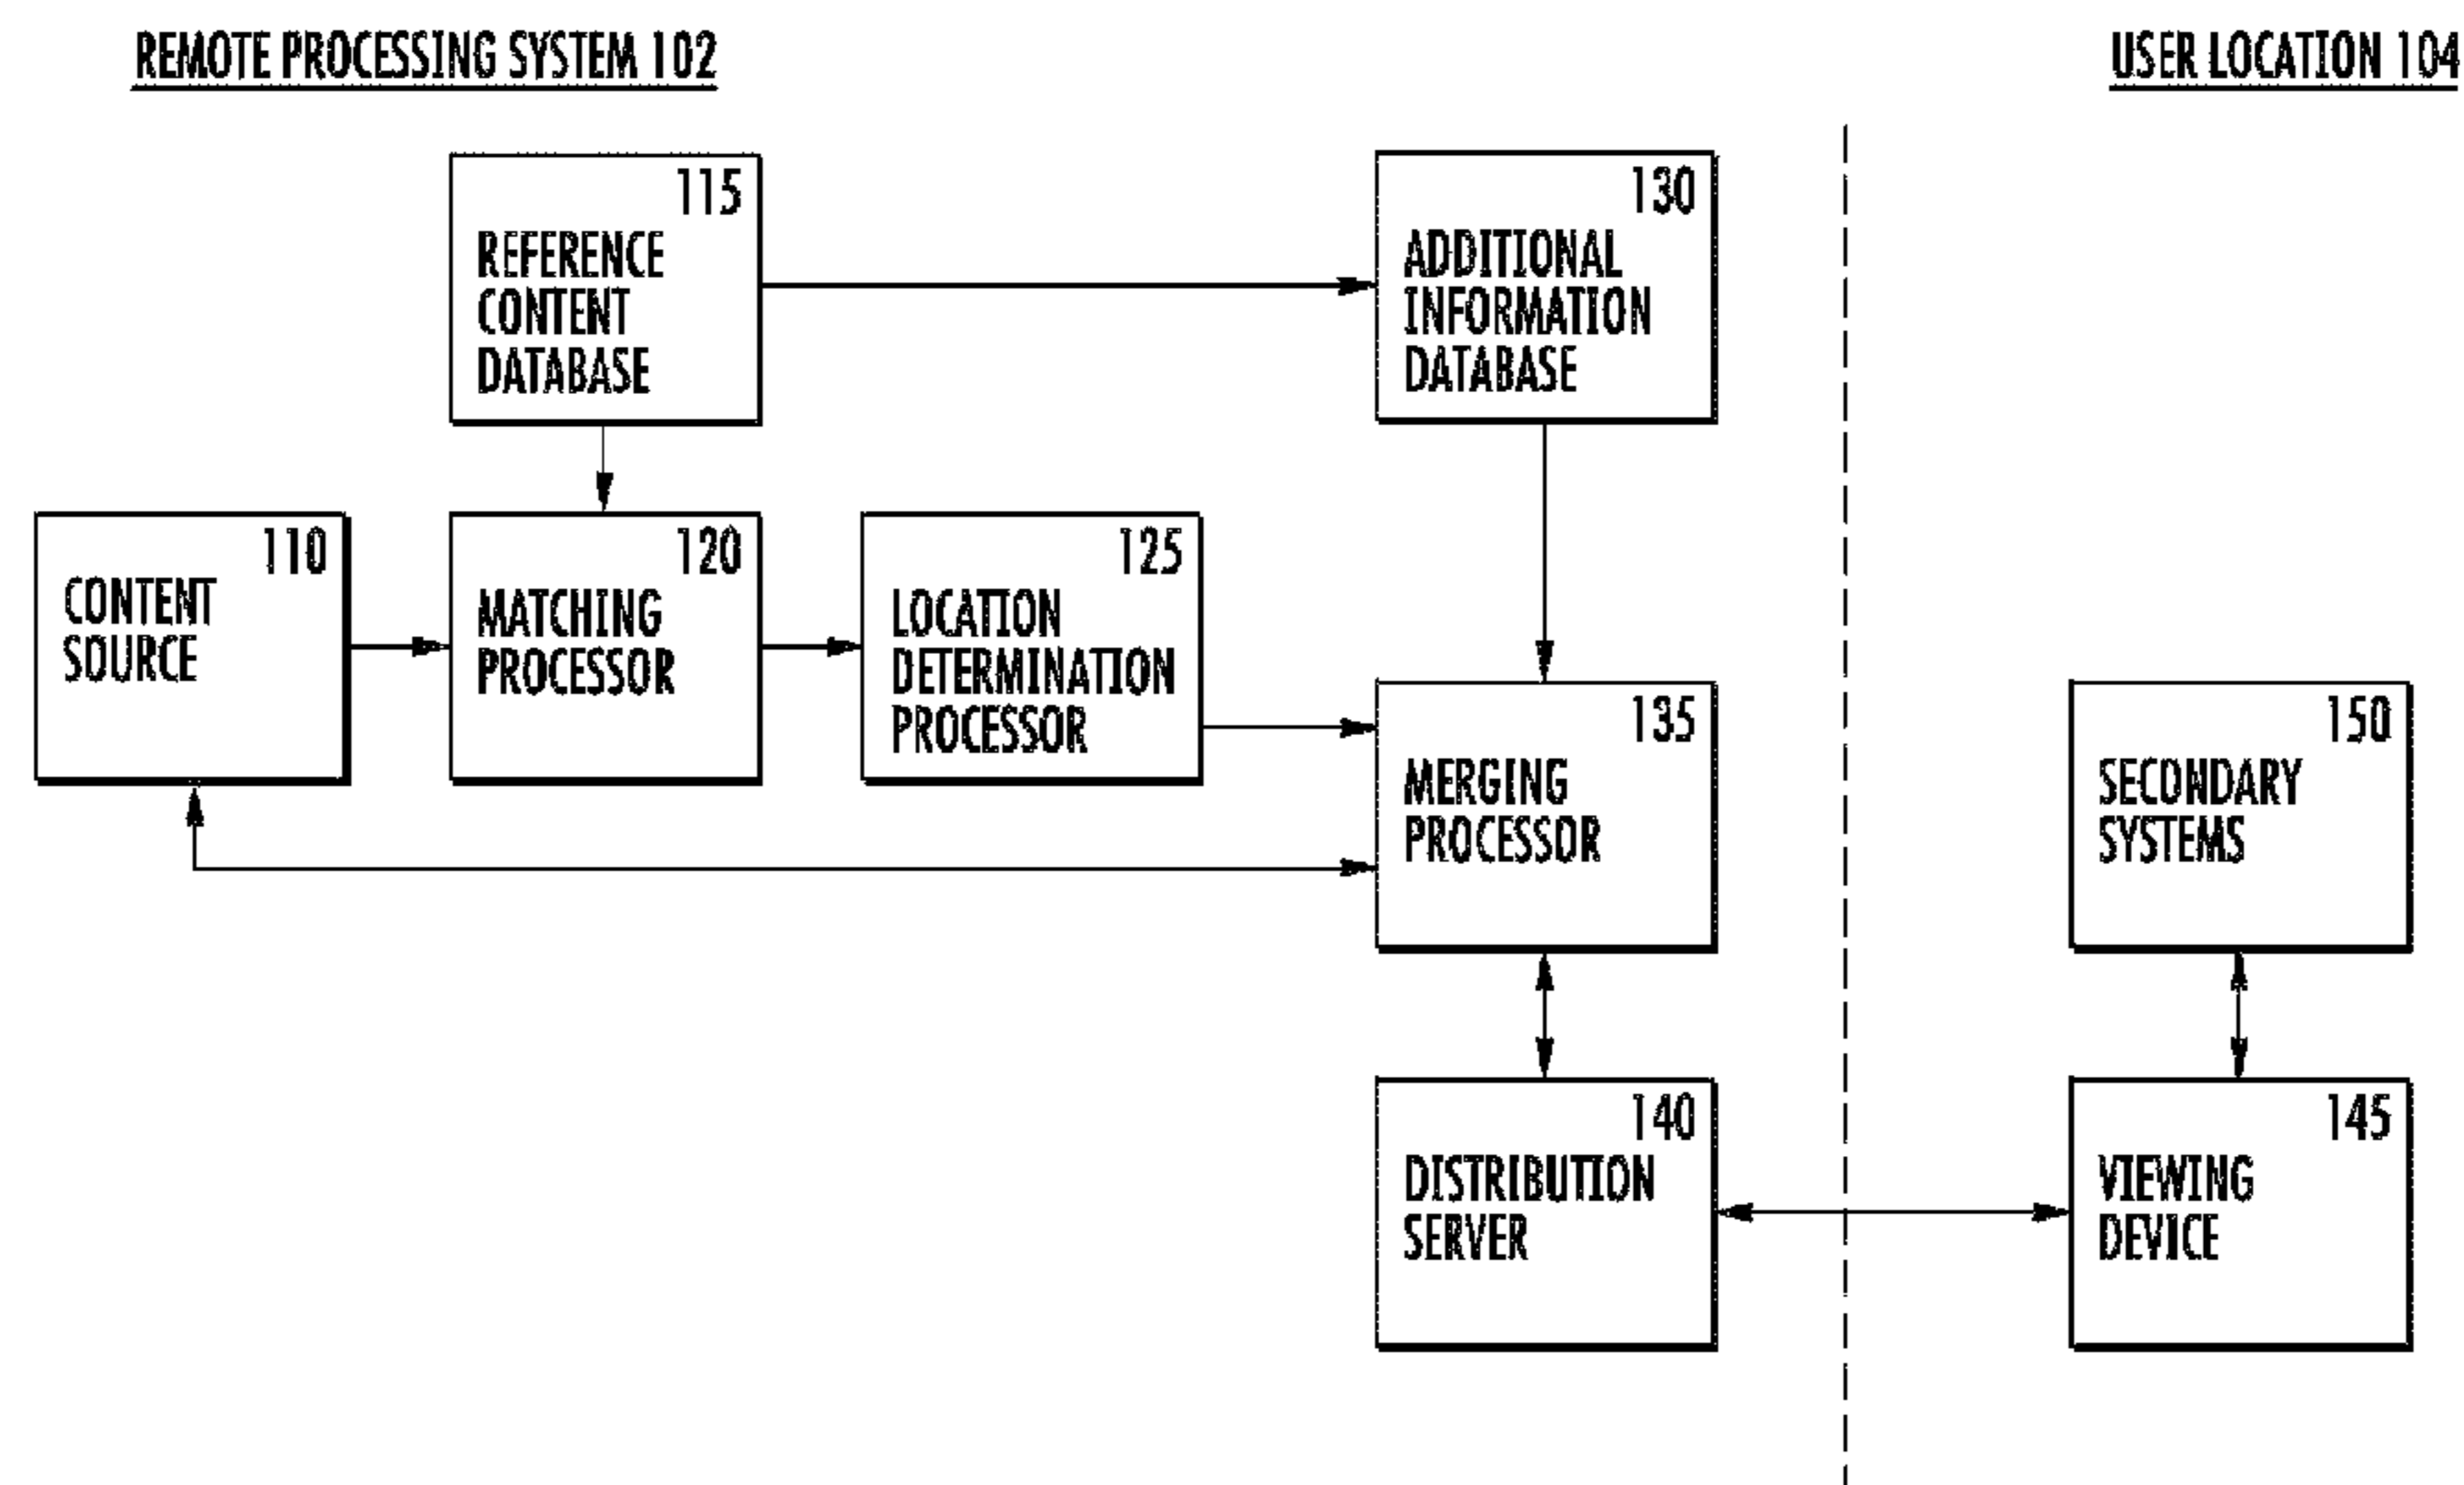 REMOTE PROCESSING SYSTEM 102
USER LOCATION 104
115
REFERENCE
CONTENT
DATABASE
130
ADDITIONAL
INFORMATION
DATABASE
110
CONTENT
SOURCE
120
MATCHING
PROCESSOR
125
LOCATION
DETERMINATION
PROCESSOR
135
MERGING
PROCESSOR
150
SECONDARY
SYSTEMS
140
DISTRIBUTION
SERVER
145
VIEWING
DEVICE